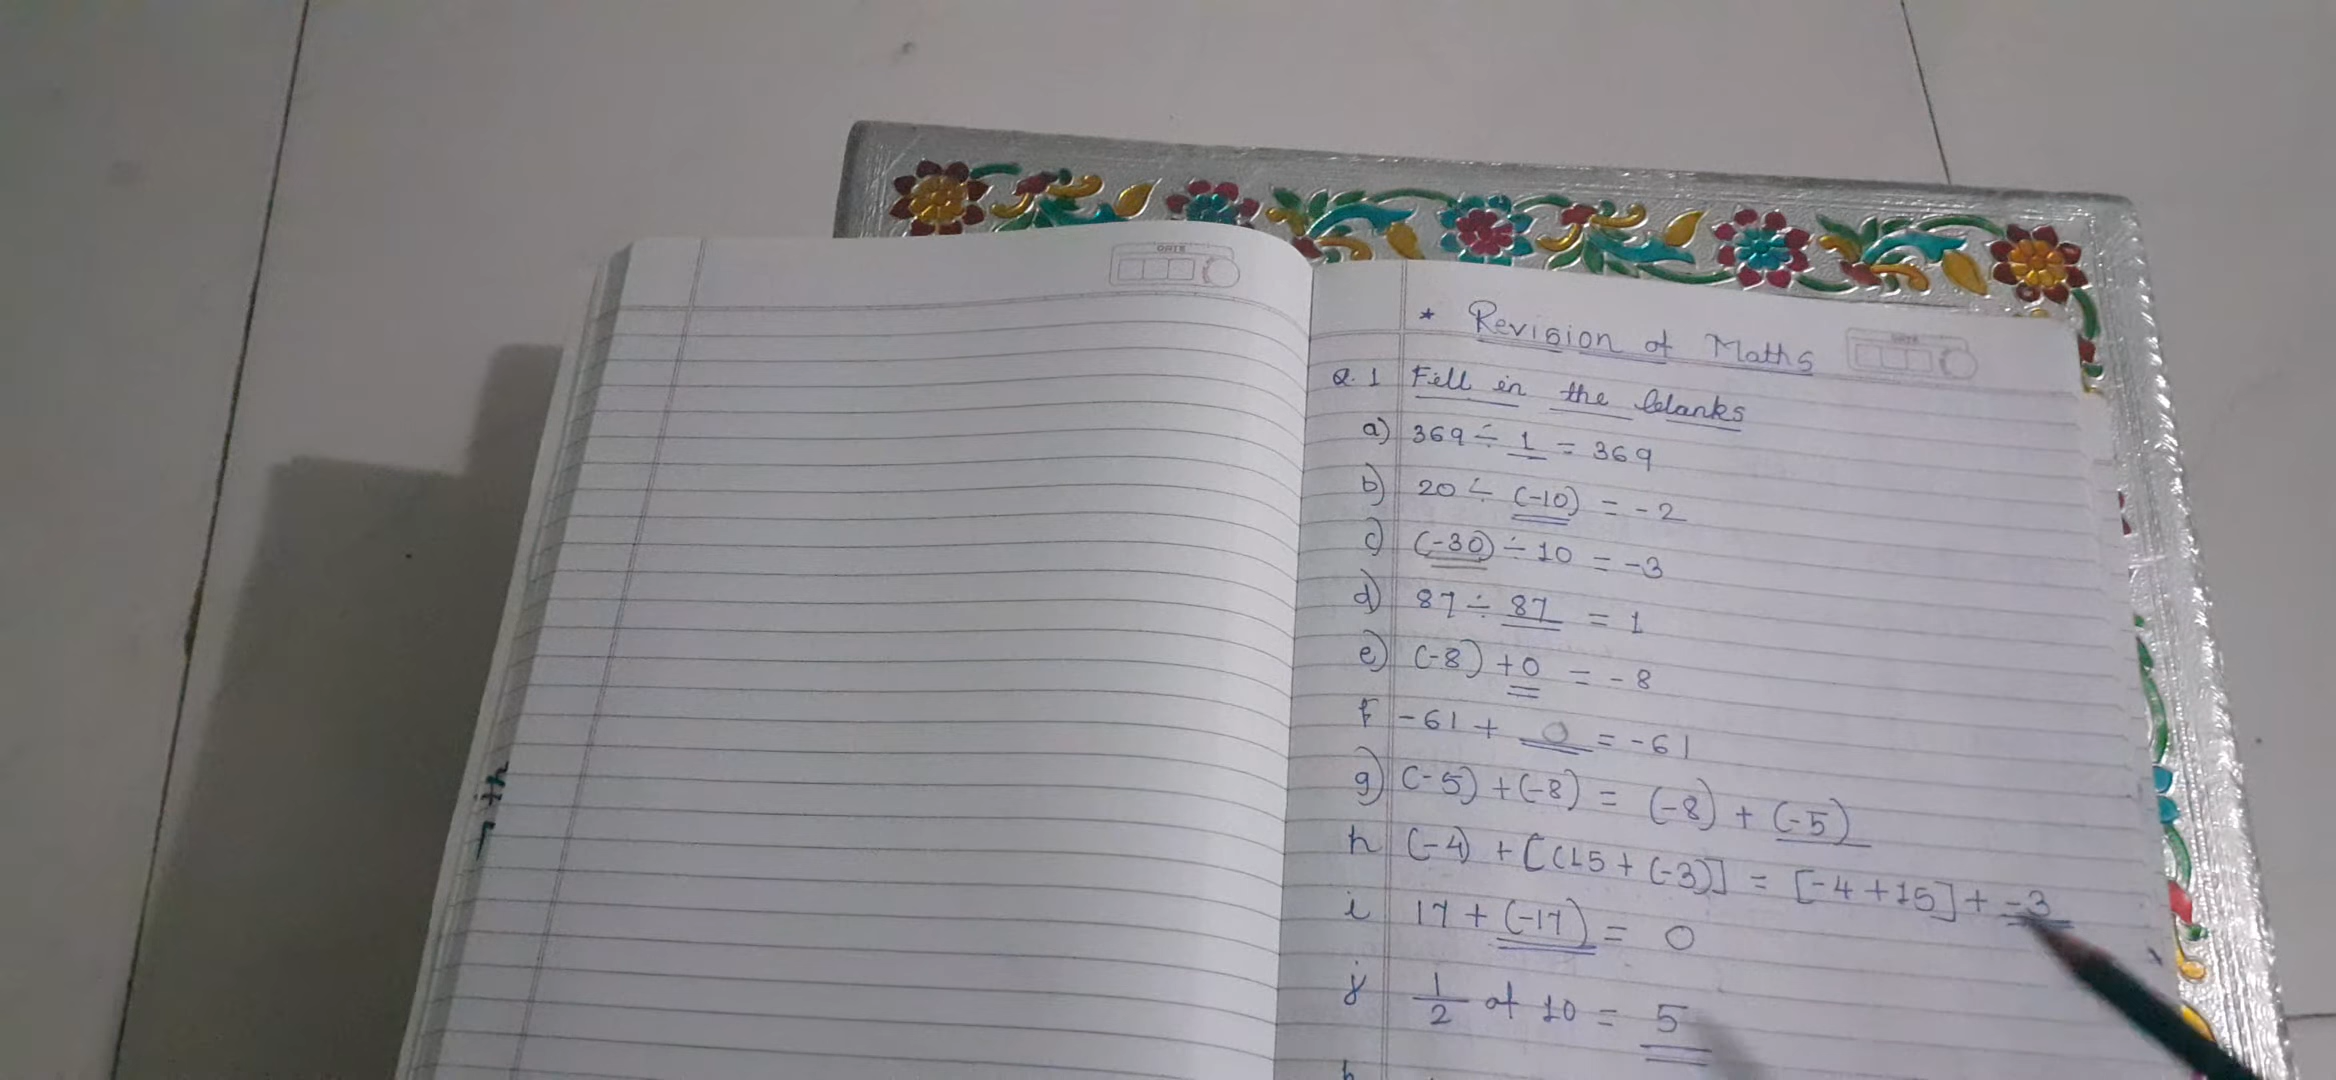 DATE
DATE
* Revision of Maths
Q.1 Fill in the blanks
a) 369 ÷ 1 = 369
b) 20 ÷ (-10) = -2
c) (-30) ÷ 10 = -3
d) 87 ÷ 87 = 1
e) (-8) + 0 = -8
f -61 + 0 = -61
g) (-5) + (-8) = (-8) + (-5)
h (-4) + [(15 + (-3)] = [-4 + 15] + -3
i 17 + (-17) = 0
j 1/2 of 10 = 5